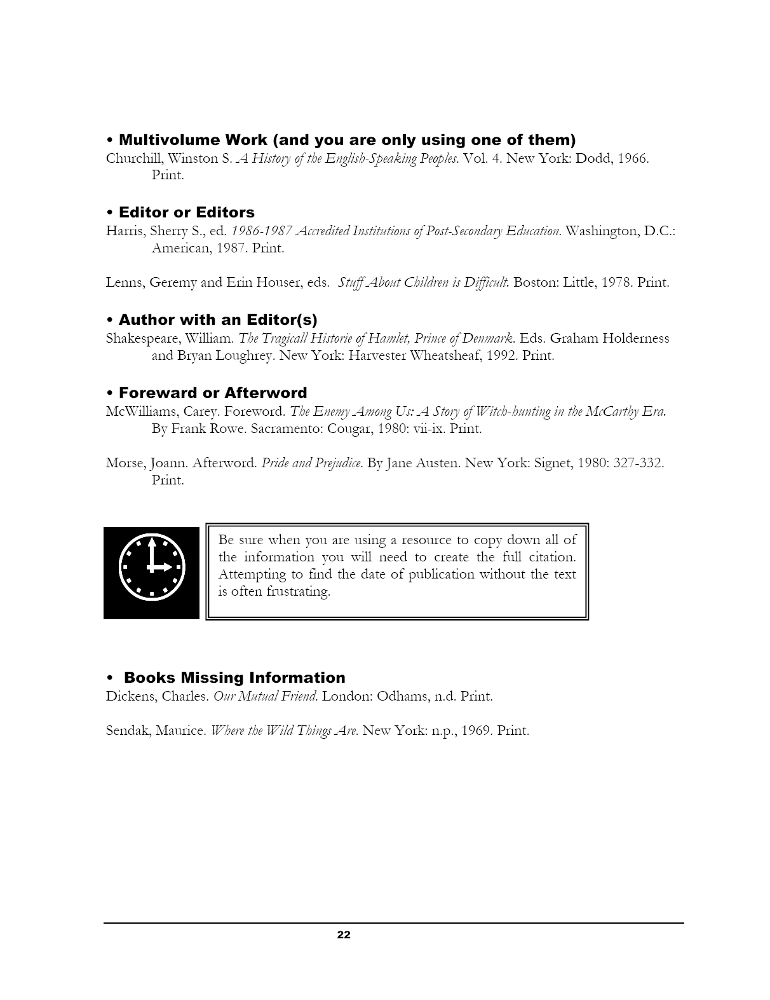 • Multivolume Work (and you are only using one of them)
Churchill, Winston S. A History of the English-Speaking Peoples. Vol. 4. New York: Dodd, 1966.
Print.
• Editor or Editors
Harris, Sherry S., ed. 1986-1987 Accredited Institutions of Post-Secondary Education. Washington, D.C.:
American, 1987. Print.
Lenns, Geremy and Erin Houser, eds. Stuff About Children is Difficult. Boston: Little, 1978. Print.
• Author with an Editor(s)
Shakespeare, William. The Tragicall Historie of Hamlet, Prince of Denmark. Eds. Graham Holderness
and Bryan Loughrey. New York: Harvester Wheatsheaf, 1992. Print.
• Foreward or Afterword
McWilliams, Carey. Foreword. The Enemy Among Us: A Story of Witch-hunting in the McCarthy Era.
By Frank Rowe. Sacramento: Cougar, 1980: vii-ix. Print.
Morse, Joann. Afterword. Pride and Prejudice. By Jane Austen. New York: Signet, 1980: 327-332.
Print.
Be sure when you are using a resource to copy down all of
the information you will need to create the full citation.
Attempting to find the date of publication without the text
is often frustrating.
• Books Missing Information
Dickens, Charles. Our Mutual Friend. London: Odhams, n.d. Print.
Sendak, Maurice. Where the Wild Things Are. New York: n.p., 1969. Print.
22